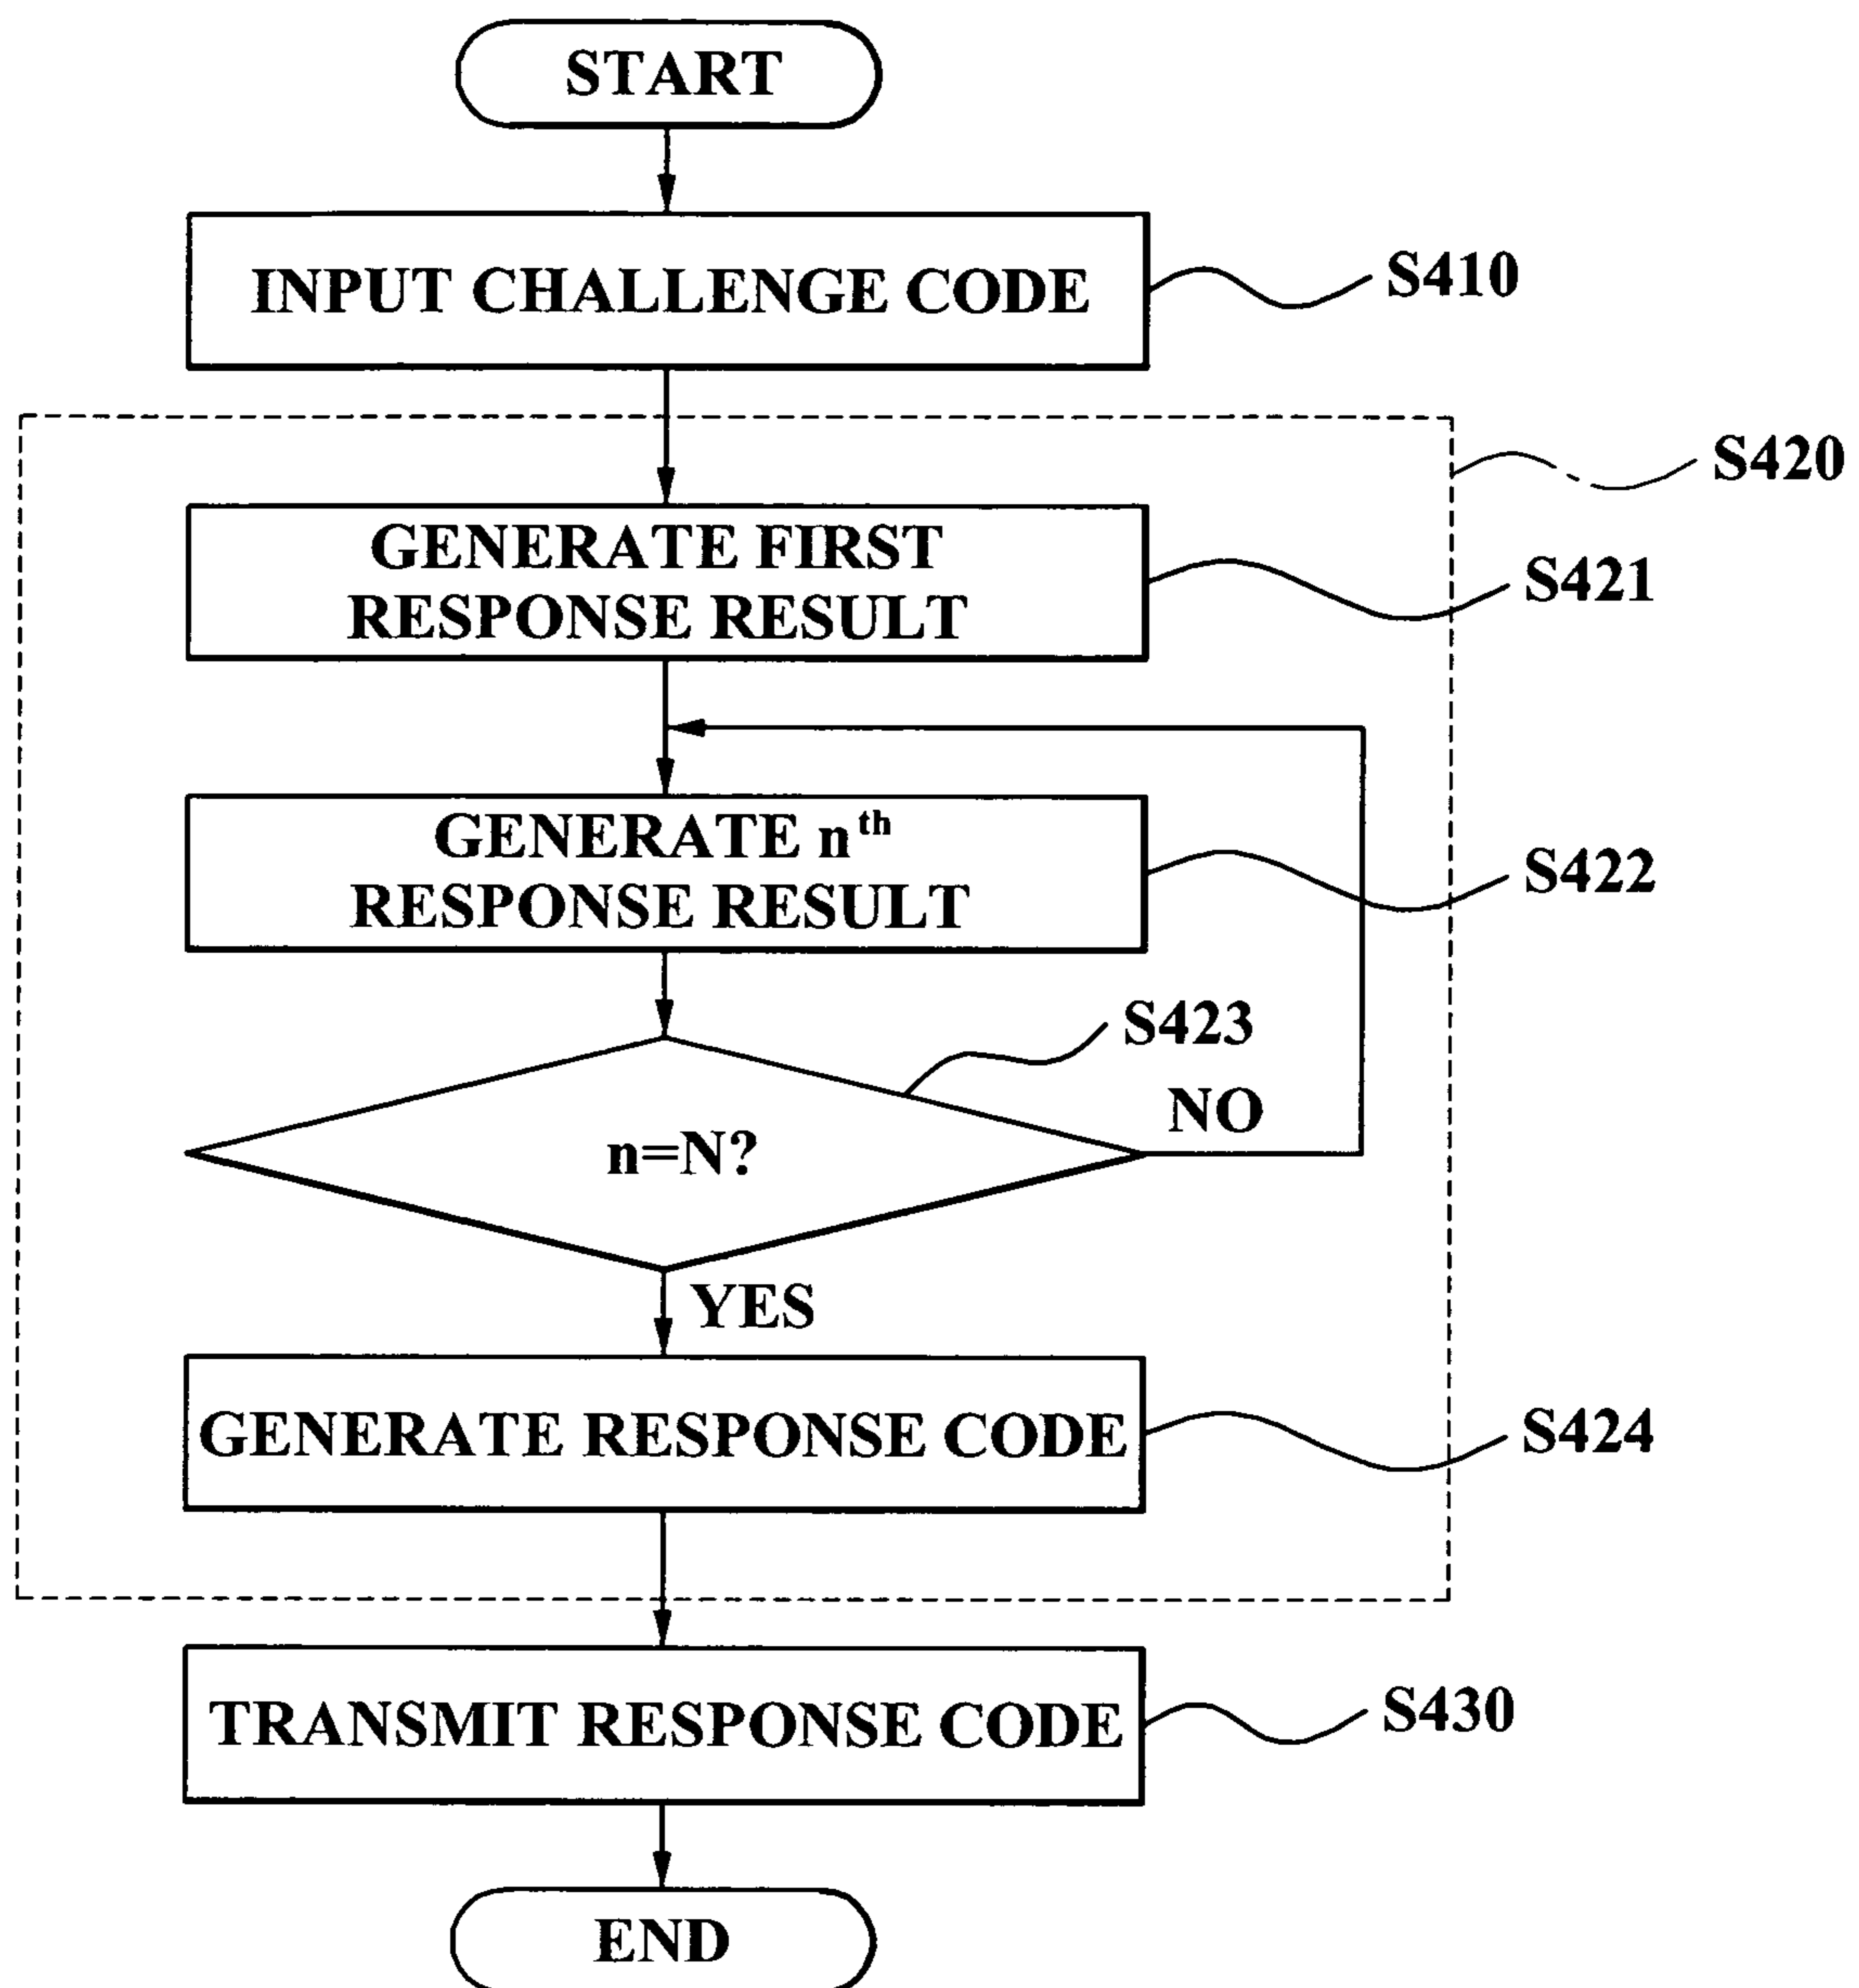 START
INPUT CHALLENGE CODE
S410
S420
GENERATE FIRST
RESPONSE RESULT
S421
GENERATE nth
RESPONSE RESULT
S422
S423
NO
n=N?
YES
GENERATE RESPONSE CODE
S424
TRANSMIT RESPONSE CODE
S430
END